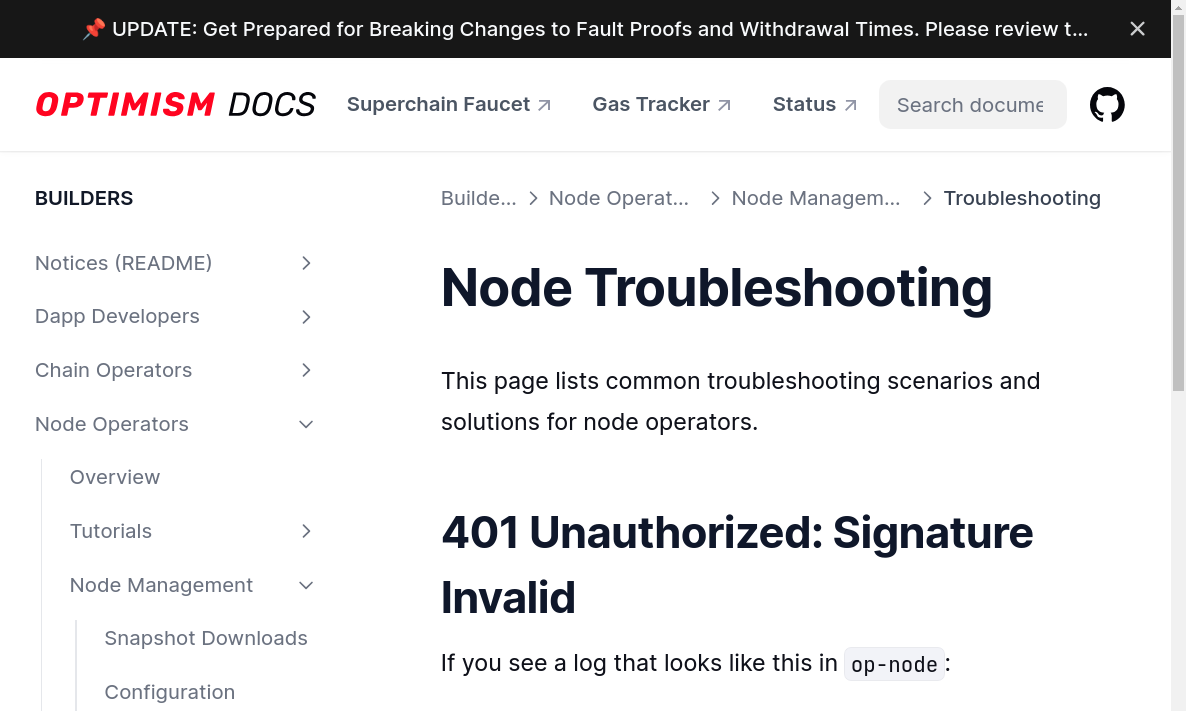 📌 UPDATE: Get Prepared for Breaking Changes to Fault Proofs and Withdrawal Times. Please review t...
OPTIMISM DOCS
Superchain Faucet
Gas Tracker
Status
Search docume
BUILDERS
Notices (README)
Dapp Developers
Chain Operators
Node Operators
Overview
Tutorials
Node Management
Snapshot Downloads
Configuration
Builde...
Node Operat...
Node Managem...
Troubleshooting
Node Troubleshooting
This page lists common troubleshooting scenarios and
solutions for node operators.
401 Unauthorized: Signature
Invalid
If you see a log that looks like this in op-node: